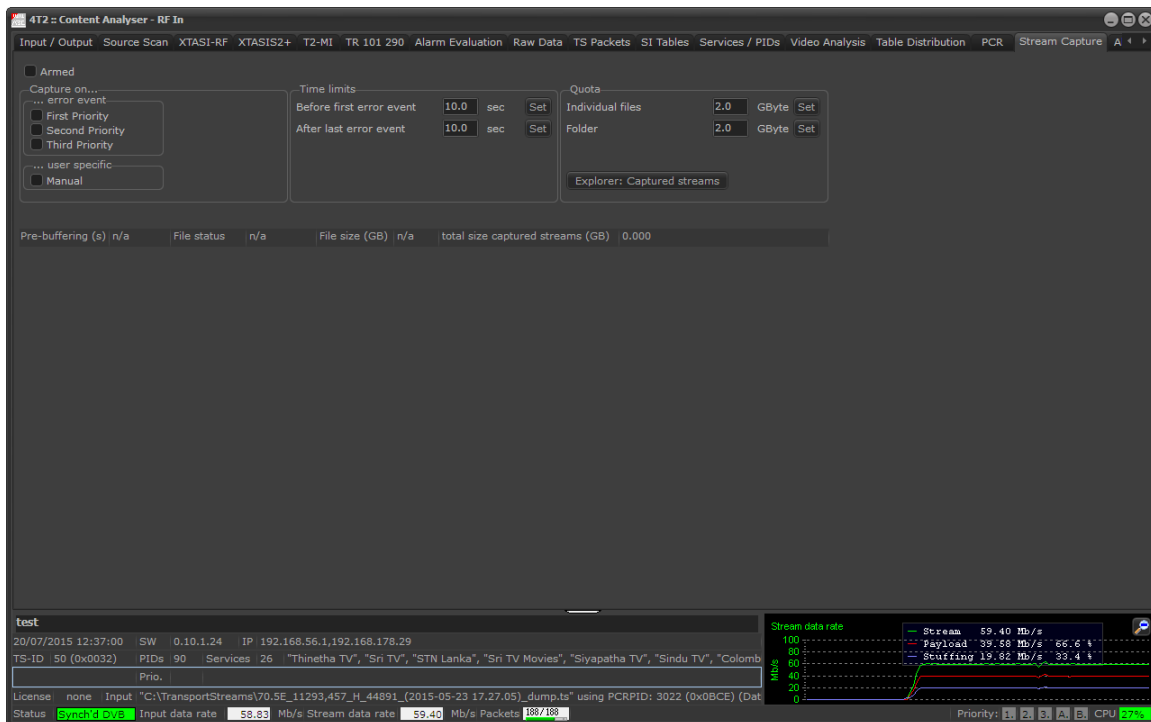 4T2 :: Content Analyser - RF In
Input / Output Source Scan XTASI-RF XTASIS2+ T2-MI TR 101 290 Alarm Evaluation Raw Data TS Packets SI Tables Services / PIDs Video Analysis Table Distribution PCR Stream Capture A
Armed
Capture on... Time limits Quota
... error event Before first error event 10.0 sec Set Individual files 2.0 GByte Set
First Priority
Second Priority After last error event 10.0 sec Set Folder 2.0 GByte Set
Third Priority
... user specific
Manual Explorer: Captured streams
Pre-buffering (s) n/a File status n/a File size (GB) n/a total size captured streams (GB) 0.000
test
20/07/2015 12:37:00 SW 0.10.1.24 IP 192.168.56.1,192.168.178.29
TS-ID 50 (0x0032) PIDs 90 Services 26 "Thinetha TV", "Sri TV", "STN Lanka", "Sri TV Movies", "Siyapatha TV", "Sindu TV", "Colomb
Prio.
License none Input "C:\TransportStreams\70.5E_11293,457_H_44891_(2015-05-23 17.27.05)_dump.ts" using PCRPID: 3022 (0x0BCE) (Dat
Stream data rate
Mb/s
100
80
60
40
20
0
Stream 59.40 Mb/s
Payload 39.58 Mb/s 66.6 %
Stuffing 19.82 Mb/s 33.4 %
Status Synch'd DVB Input data rate 58.83 Mb/s Stream data rate 59.40 Mb/s Packets 188/188 Priority: 1. 2. 3. A. B. CPU 27%